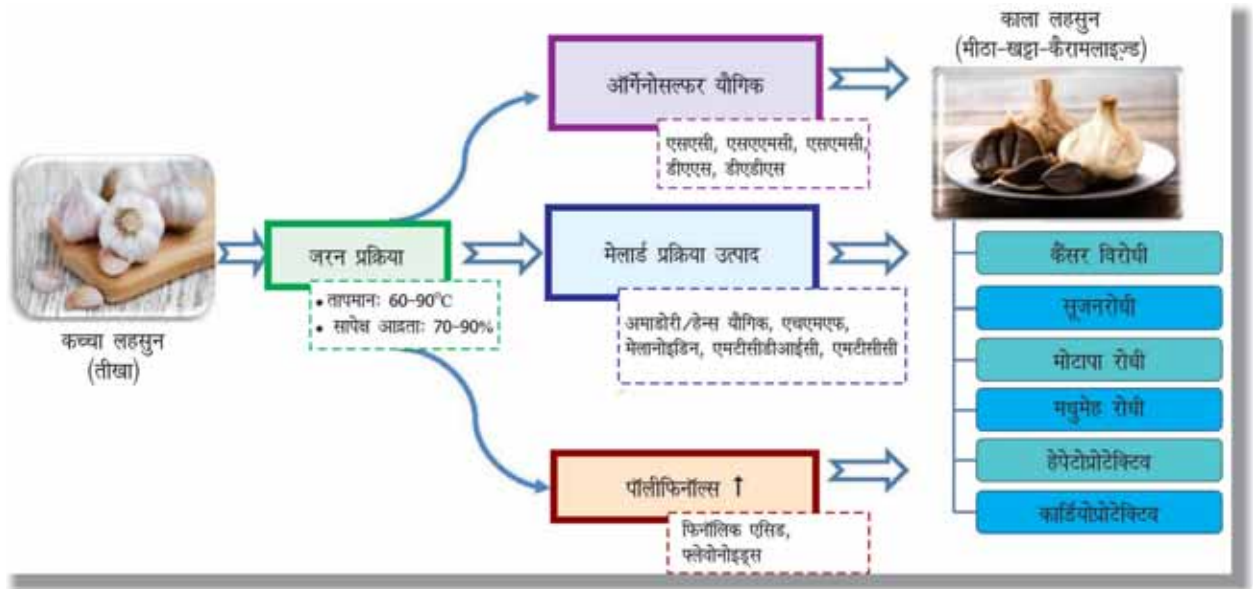 कच्चा लहसुन
(तीखा)
जरन प्रक्रिया
• तापमानः 60-90°C
• सापेक्ष आद्रताः 70-90%
ऑर्गेनोसल्फर यौगिक
एसएसी, एसएएमसी, एसएमसी,
डीएएस, डीएडीएस
मेलार्ड प्रक्रिया उत्पाद
अमाडोरी/हेन्स यौगिक, एचएमएफ,
मेलानोइडिन, एमटीसीडीआईसी, एमटीसीसी
पॉलीफिनॉल्स ↑
फिनॉलिक एसिड,
फ्लेवोनोइड्स
काला लहसुन
(मीठा-खट्टा-कैरामलाइज़्ड)
कैंसर विरोधी
सूजनरोधी
मोटापा रोधी
मधुमेह रोधी
हेपेटोप्रोटेक्टिव
कार्डियोप्रोटेक्टिव